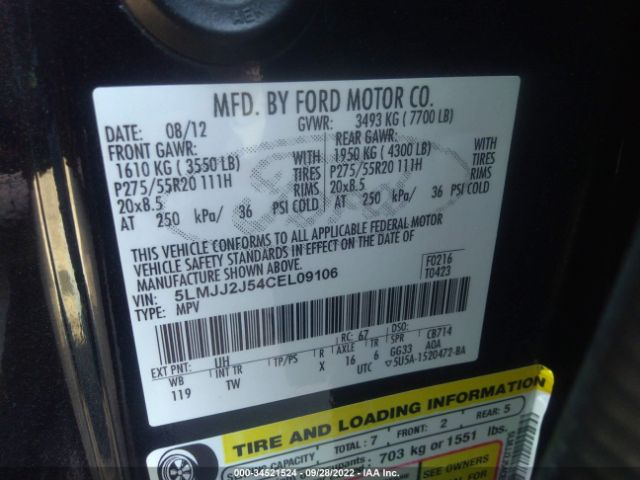 MFD. BY FORD MOTOR CO.
DATE: 08/12 GVWR: 3493 KG ( 7700 LB)
FRONT GAWR: REAR GAWR:
1610 KG ( 3550 LB) WITH 1950 KG ( 4300 LB) WITH
P275/55R20 111H TIRES P275/55R20 111H TIRES
20x8.5 RIMS 20x8.5 RIMS
AT 250 kPa/ 36 PSI COLD AT 250 kPa/ 36 PSI COLD
THIS VEHICLE CONFORMS TO ALL APPLICABLE FEDERAL MOTOR
VEHICLE SAFETY STANDARDS IN EFFECT ON THE DATE OF
MANUFACTURE SHOWN ABOVE.
VIN: 5LMJJ2J54CEL09106 F0216
TYPE: MPV T0423
EXT PNT: UH RC: 67 DSO:
WB INT TR TP/PS R AXLE TR SPR CB714
119 TW X 16 6 GG33 AOA
UTC 5U5A-1520472-BA
TIRE AND LOADING INFORMATION
CAPACITY TOTAL : 7 FRONT: 2 REAR: 5
703 kg or 1551 lbs.
SEE OWNERS
000-34521524 - 09/28/2022 - IAA Inc.